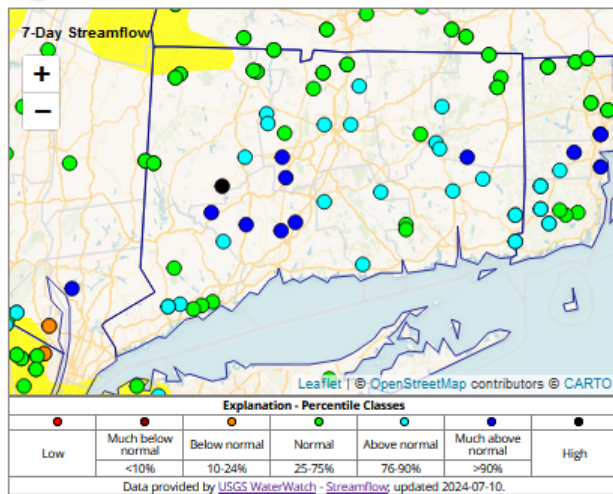 7-Day Streamflow
+
−
Leaflet | © OpenStreetMap contributors © CARTO
Explanation - Percentile Classes
Low
Much below normal
Below normal
Normal
Above normal
Much above normal
High
<10%
10-24%
25-75%
76-90%
>90%
Data provided by USGS WaterWatch - Streamflow; updated 2024-07-10.